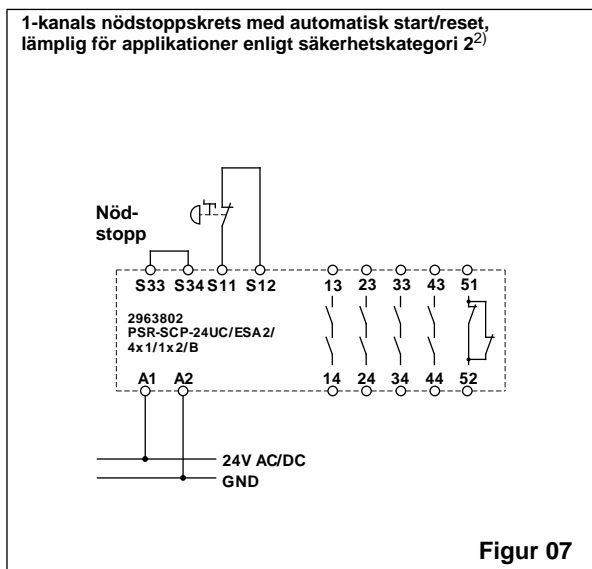 1-kanals nödstoppskrets med automatisk start/reset,
lämplig för applikationer enligt säkerhetskategori 2²⁾
Nöd-
stopp
S33 S34 S11 S12 13 23 33 43 51
2963802
PSR-SCP-24UC/ESA2/
4x1/1x2/B
A1 A2 14 24 34 44 52
24V AC/DC
GND
Figur 07